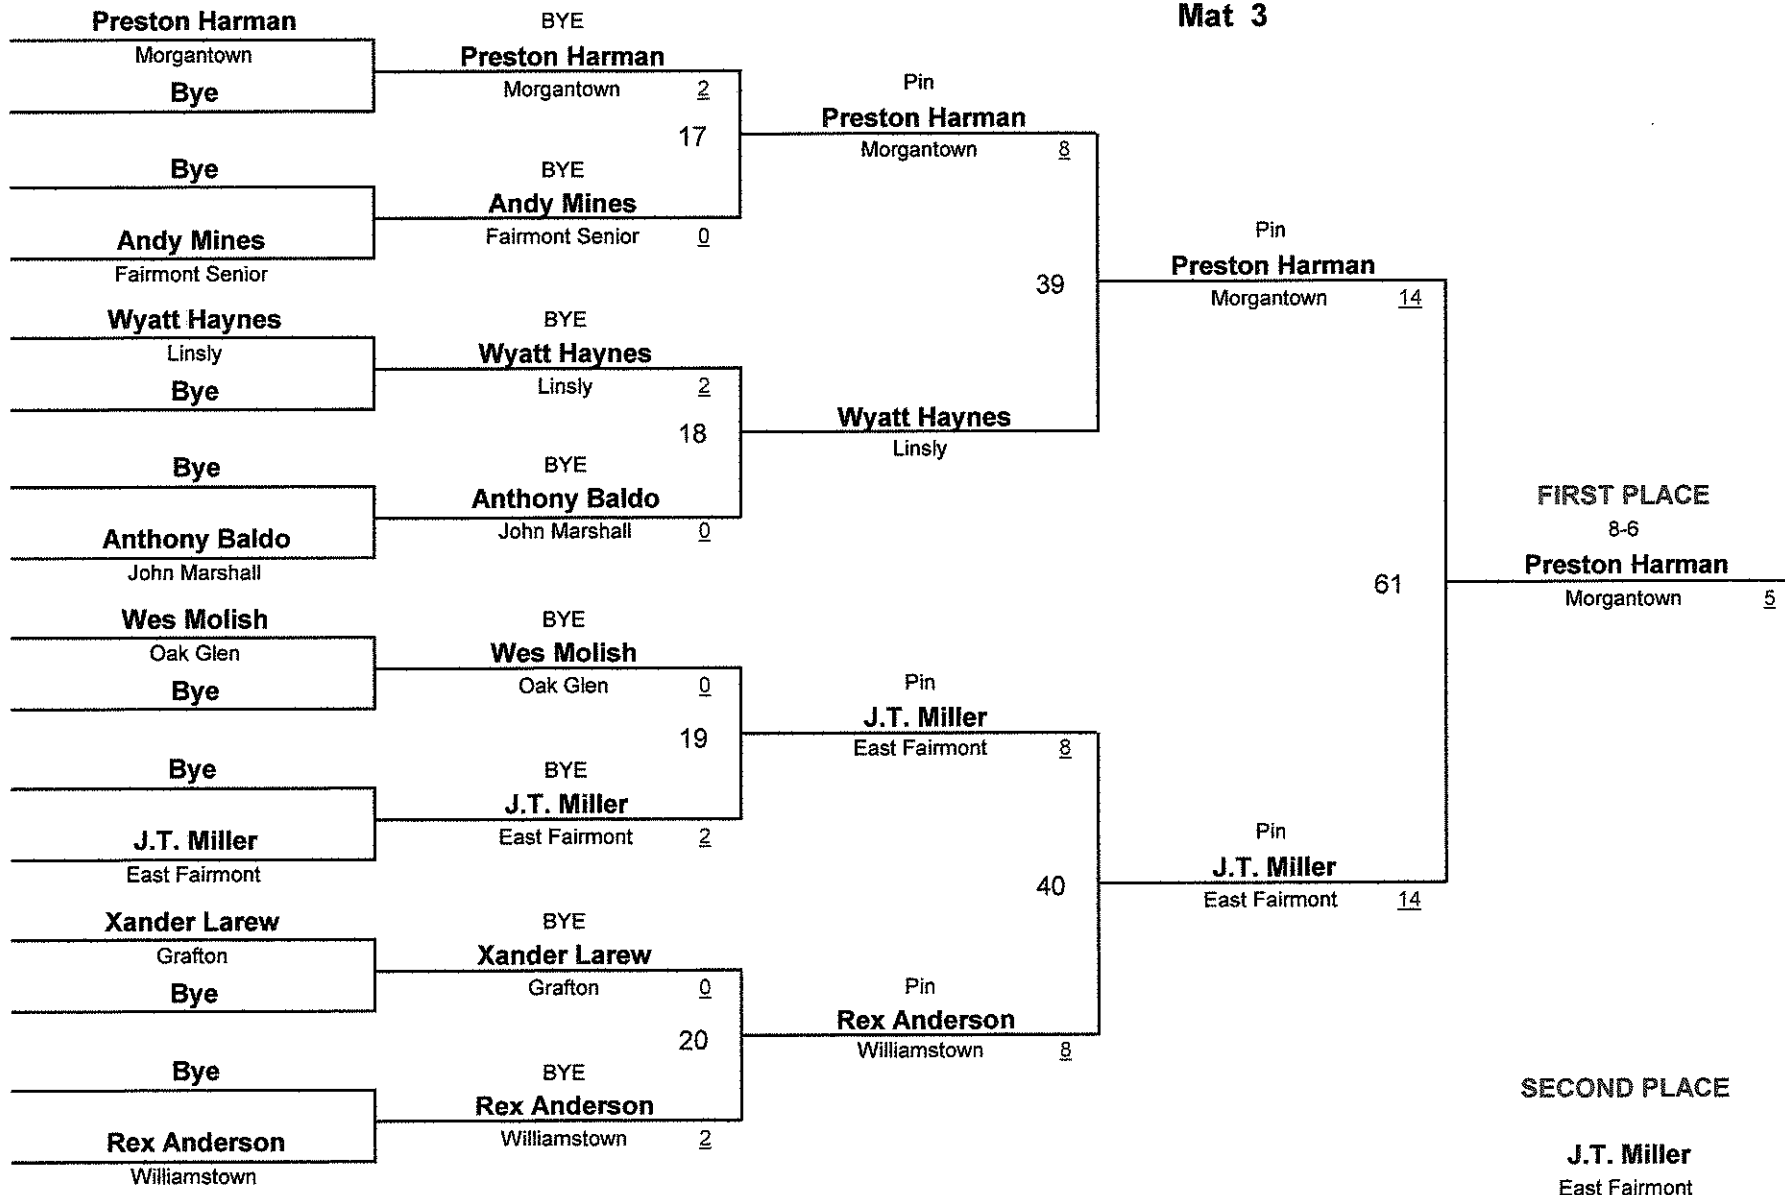 Mat 3
Preston Harman
Morgantown
Bye
Bye
Andy Mines
Fairmont Senior
Wyatt Haynes
Linsly
Bye
Bye
Anthony Baldo
John Marshall
Wes Molish
Oak Glen
Bye
Bye
J.T. Miller
East Fairmont
Xander Larew
Grafton
Bye
Bye
Rex Anderson
Williamstown
BYE
Preston Harman
Morgantown 2
17
BYE
Andy Mines
Fairmont Senior 0
BYE
Wyatt Haynes
Linsly 2
18
BYE
Anthony Baldo
John Marshall 0
BYE
Wes Molish
Oak Glen 0
19
BYE
J.T. Miller
East Fairmont 2
BYE
Xander Larew
Grafton 0
20
BYE
Rex Anderson
Williamstown 2
Pin
Preston Harman
Morgantown 8
39
Wyatt Haynes
Linsly
Pin
J.T. Miller
East Fairmont 8
40
Pin
Rex Anderson
Williamstown 8
Pin
Preston Harman
Morgantown 14
61
Pin
J.T. Miller
East Fairmont 14
FIRST PLACE
8-6
Preston Harman
Morgantown 5
SECOND PLACE
J.T. Miller
East Fairmont